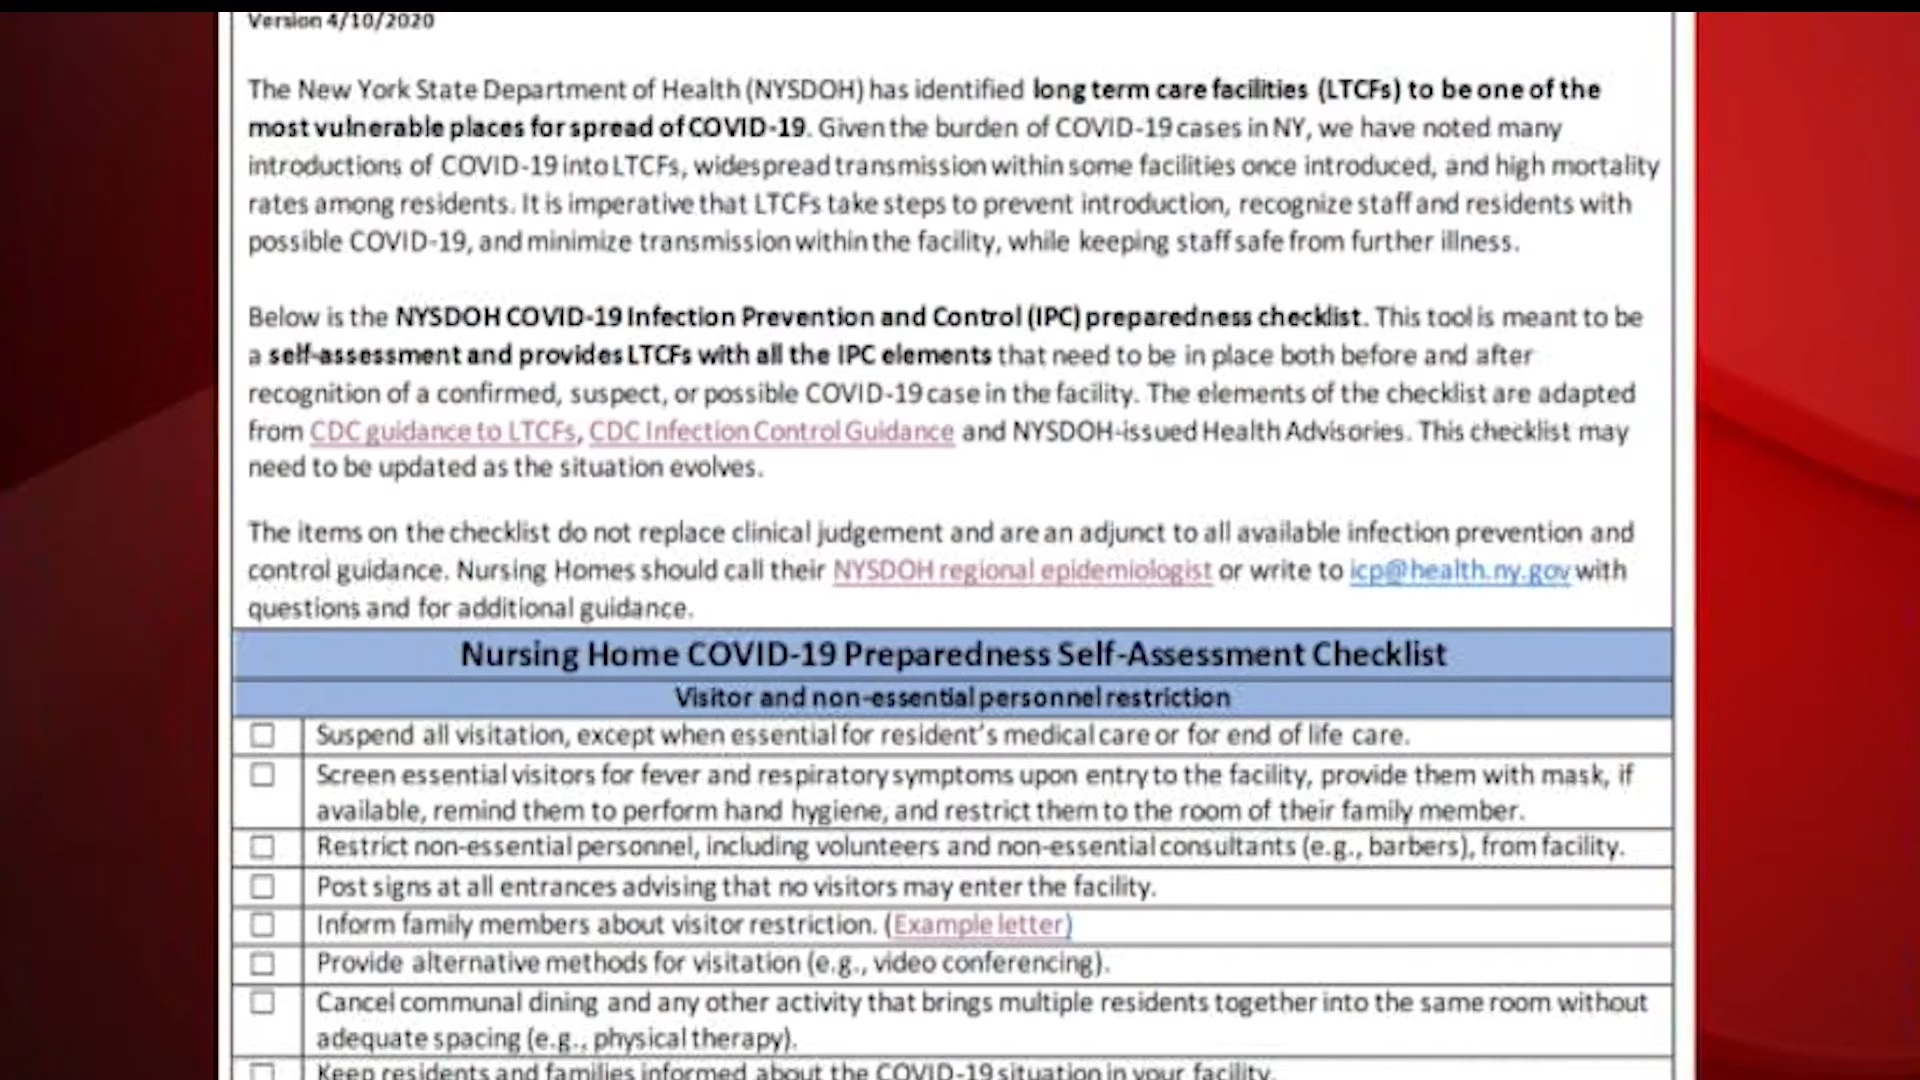 Version 4/10/2020
The New York State Department of Health (NYSDOH) has identified long term care facilities (LTCFs) to be one of the
most vulnerable places for spread of COVID-19. Given the burden of COVID-19 cases in NY, we have noted many
introductions of COVID-19 into LTCFs, widespread transmission within some facilities once introduced, and high mortality
rates among residents. It is imperative that LTCFs take steps to prevent introduction, recognize staff and residents with
possible COVID-19, and minimize transmission within the facility, while keeping staff safe from further illness.
Below is the NYSDOH COVID-19 Infection Prevention and Control (IPC) preparedness checklist. This tool is meant to be
a self-assessment and provides LTCFs with all the IPC elements that need to be in place both before and after
recognition of a confirmed, suspect, or possible COVID-19 case in the facility. The elements of the checklist are adapted
from CDC guidance to LTCFs, CDC Infection Control Guidance and NYSDOH-issued Health Advisories. This checklist may
need to be updated as the situation evolves.
The items on the checklist do not replace clinical judgement and are an adjunct to all available infection prevention and
control guidance. Nursing Homes should call their NYSDOH regional epidemiologist or write to icp@health.ny.gov with
questions and for additional guidance.
Nursing Home COVID-19 Preparedness Self-Assessment Checklist
Visitor and non-essential personnel restriction
Suspend all visitation, except when essential for resident's medical care or for end of life care.
Screen essential visitors for fever and respiratory symptoms upon entry to the facility, provide them with mask, if
available, remind them to perform hand hygiene, and restrict them to the room of their family member.
Restrict non-essential personnel, including volunteers and non-essential consultants (e.g., barbers), from facility.
Post signs at all entrances advising that no visitors may enter the facility.
Inform family members about visitor restriction. (Example letter)
Provide alternative methods for visitation (e.g., video conferencing).
Cancel communal dining and any other activity that brings multiple residents together into the same room without
adequate spacing (e.g., physical therapy).
Keep residents and families informed about the COVID-19 situation in your facility.